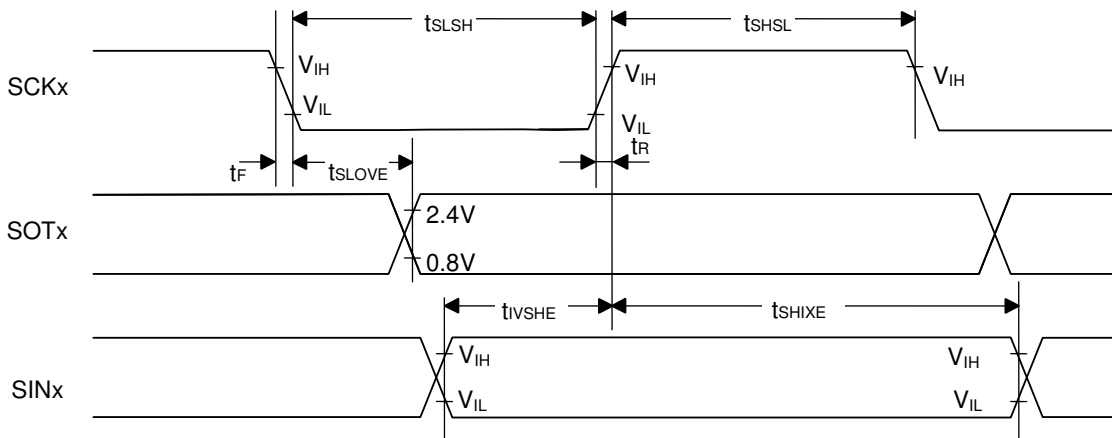 tSLSH tSHSL
SCKx VIH VIH VIH
VIL VIL
tF tSLOVE tR
SOTx 2.4V
0.8V
tIVSHE tSHIXE
SINx VIH VIH
VIL VIL